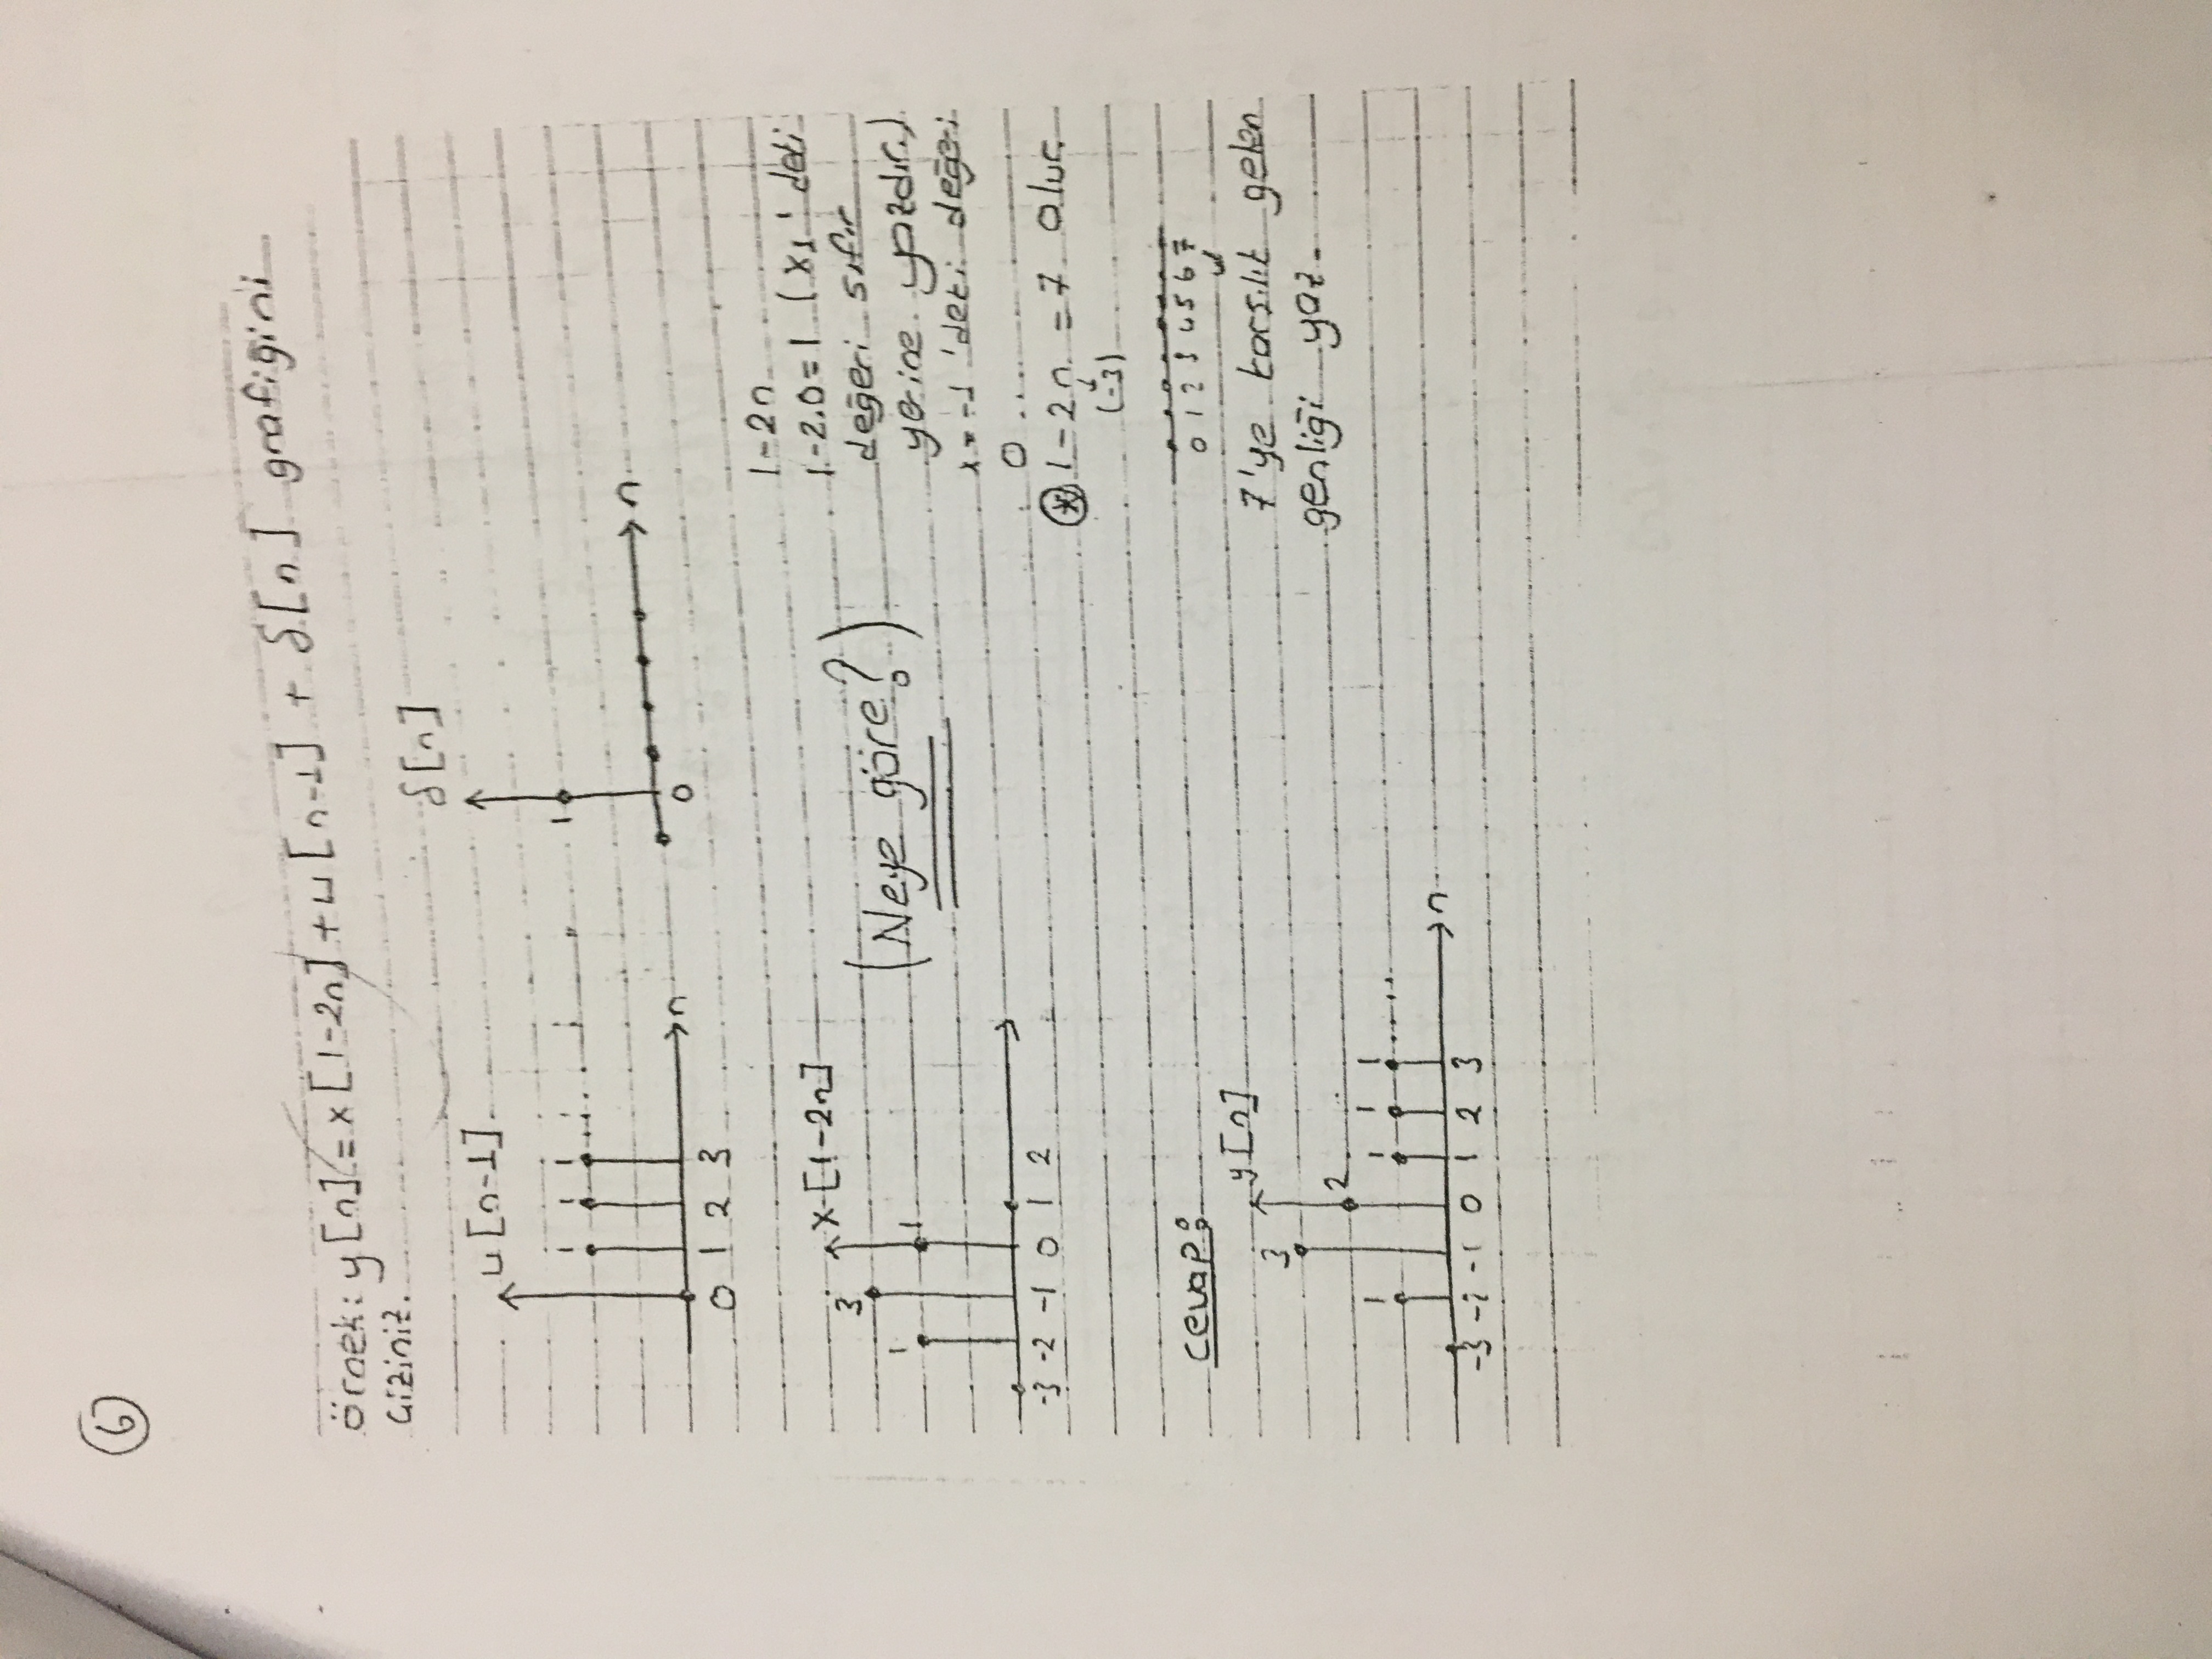 6
örnek: y[n] = x[1-2n] + u[n-1] + δ[n] grafiğini
çiziniz.
u[n-1]
1 1 1
n
0 1 2 3
δ[n]
1
n
0
x[1-2n]
3
1
1
-3 -2 -1 0 1 2
(Neye göre?)
1-2n
1-2.0=1 (x1'deki
değeri sıfır
yerine yazdır.)
x=-1'deki değeri
0 ....
* 1-2n = 7 olur.
(-3)
0 1 2 3 4 5 6 7
7'ye karşılık gelen
genliği yaz.
cevap:
y[n]
3
2
1
1 1 1
n
-3 -2 -1 0 1 2 3